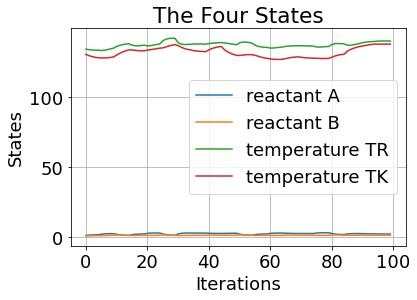 The Four States
States
100
50
0
reactant A
reactant B
temperature TR
temperature TK
0 20 40 60 80 100
Iterations